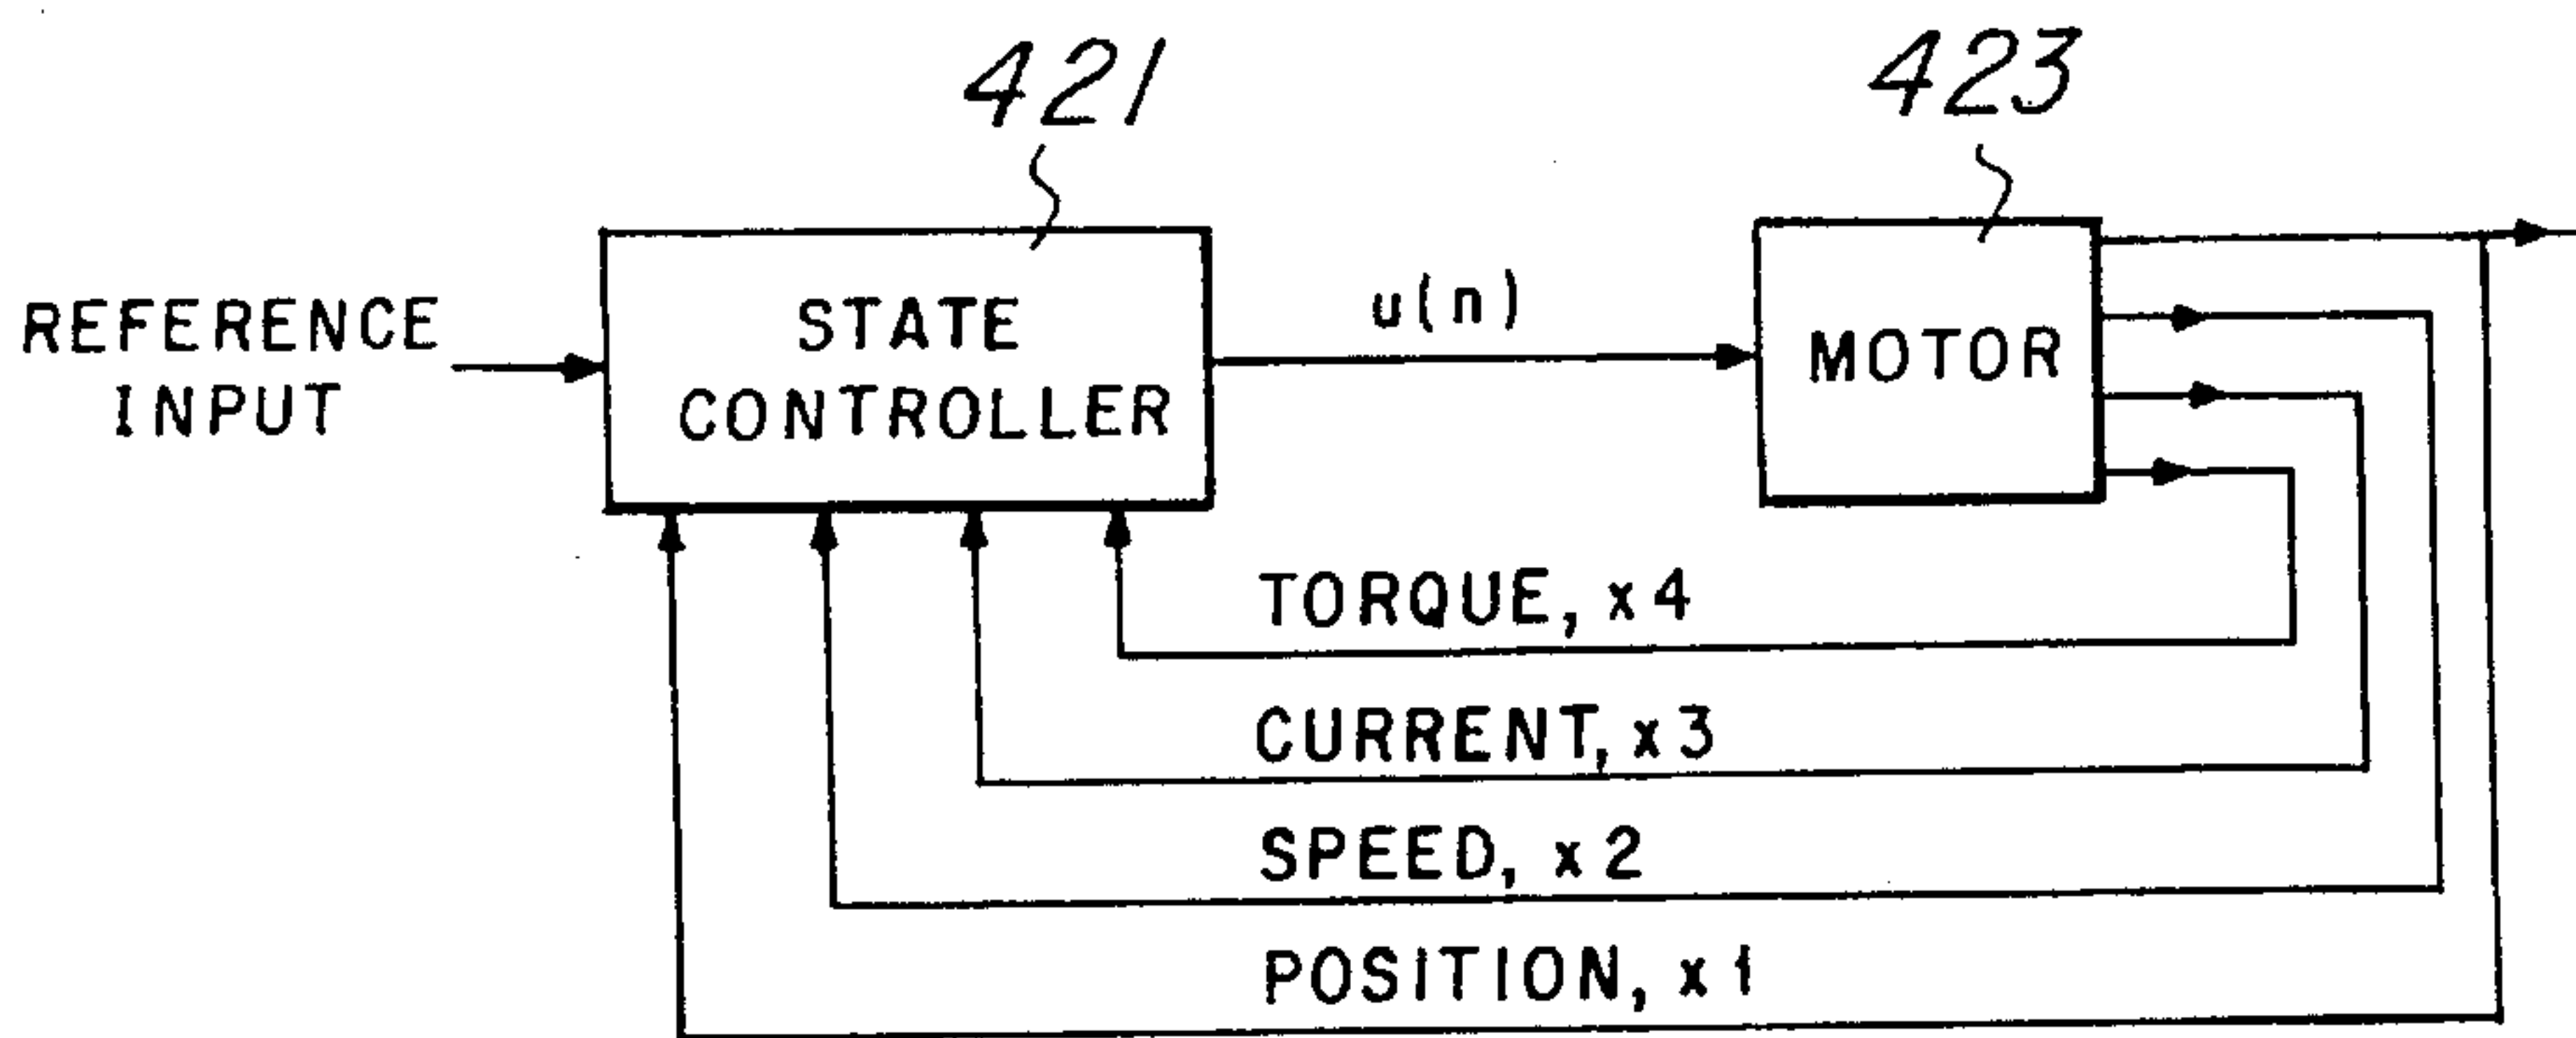 421
423
REFERENCE
INPUT
STATE
CONTROLLER
u(n)
MOTOR
TORQUE, x4
CURRENT, x3
SPEED, x2
POSITION, x1